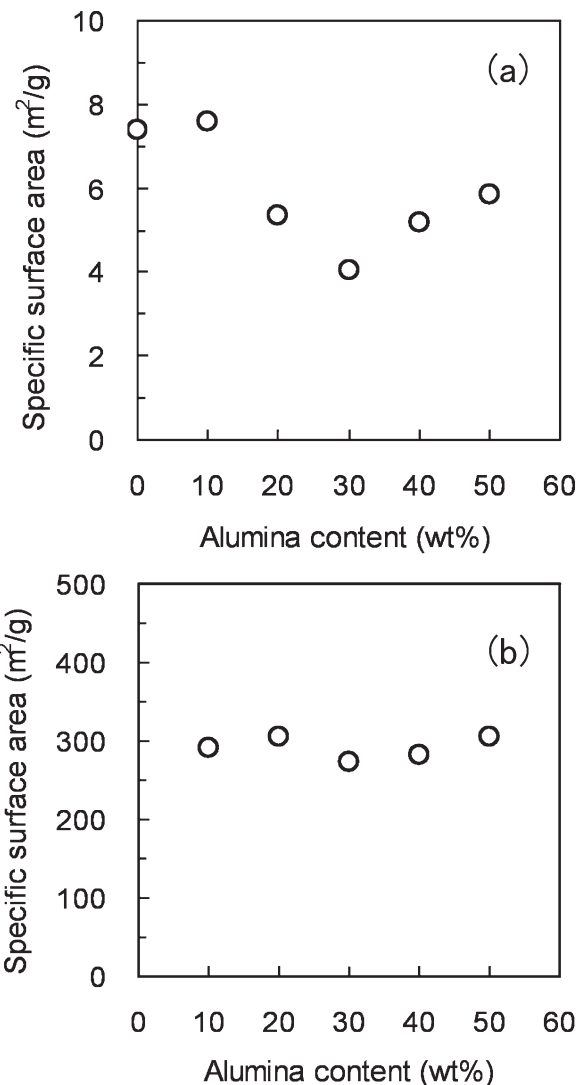 (a)
Specific surface area (m²/g)
10
8
6
4
2
0
0 10 20 30 40 50 60
Alumina content (wt%)
(b)
Specific surface area (m²/g)
500
400
300
200
100
0
0 10 20 30 40 50 60
Alumina content (wt%)